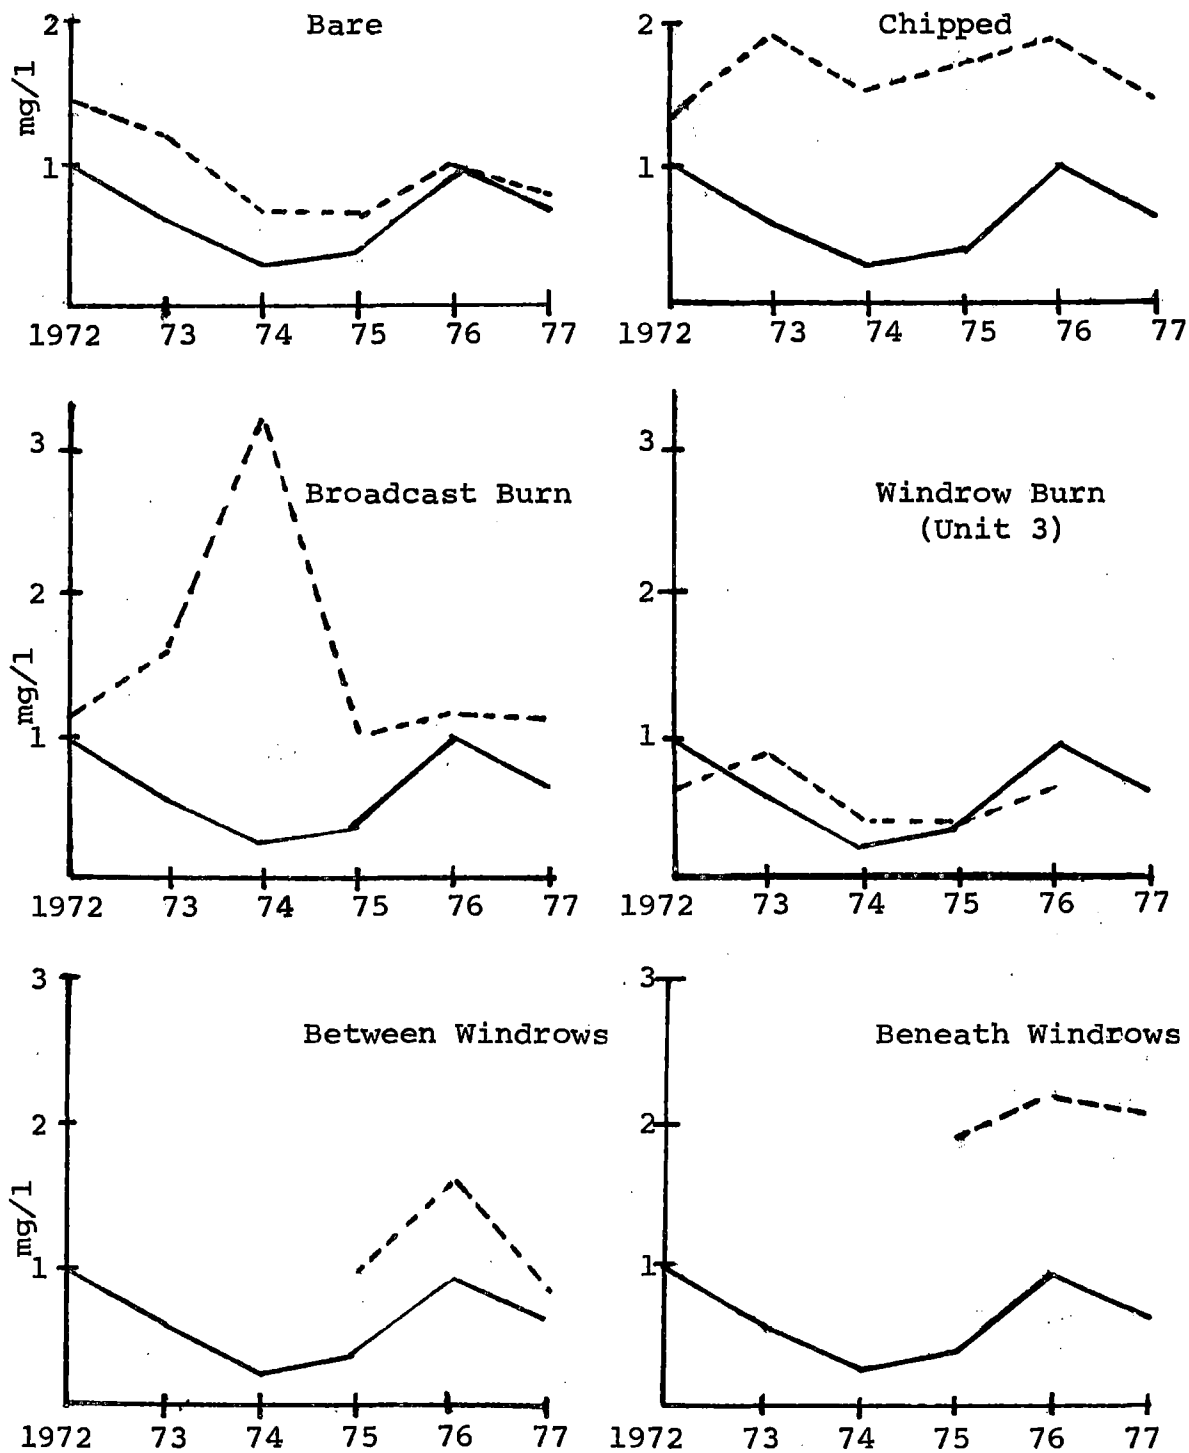 Bare
2
mg/l
1
1972 73 74 75 76 77
Chipped
2
1
1972 73 74 75 76 77
Broadcast Burn
3
2
mg/l
1
1972 73 74 75 76 77
Windrow Burn
(Unit 3)
3
2
1
1972 73 74 75 76 77
Between Windrows
3
2
mg/l
1
1972 73 74 75 76 77
Beneath Windrows
3
2
1
1972 73 74 75 76 77